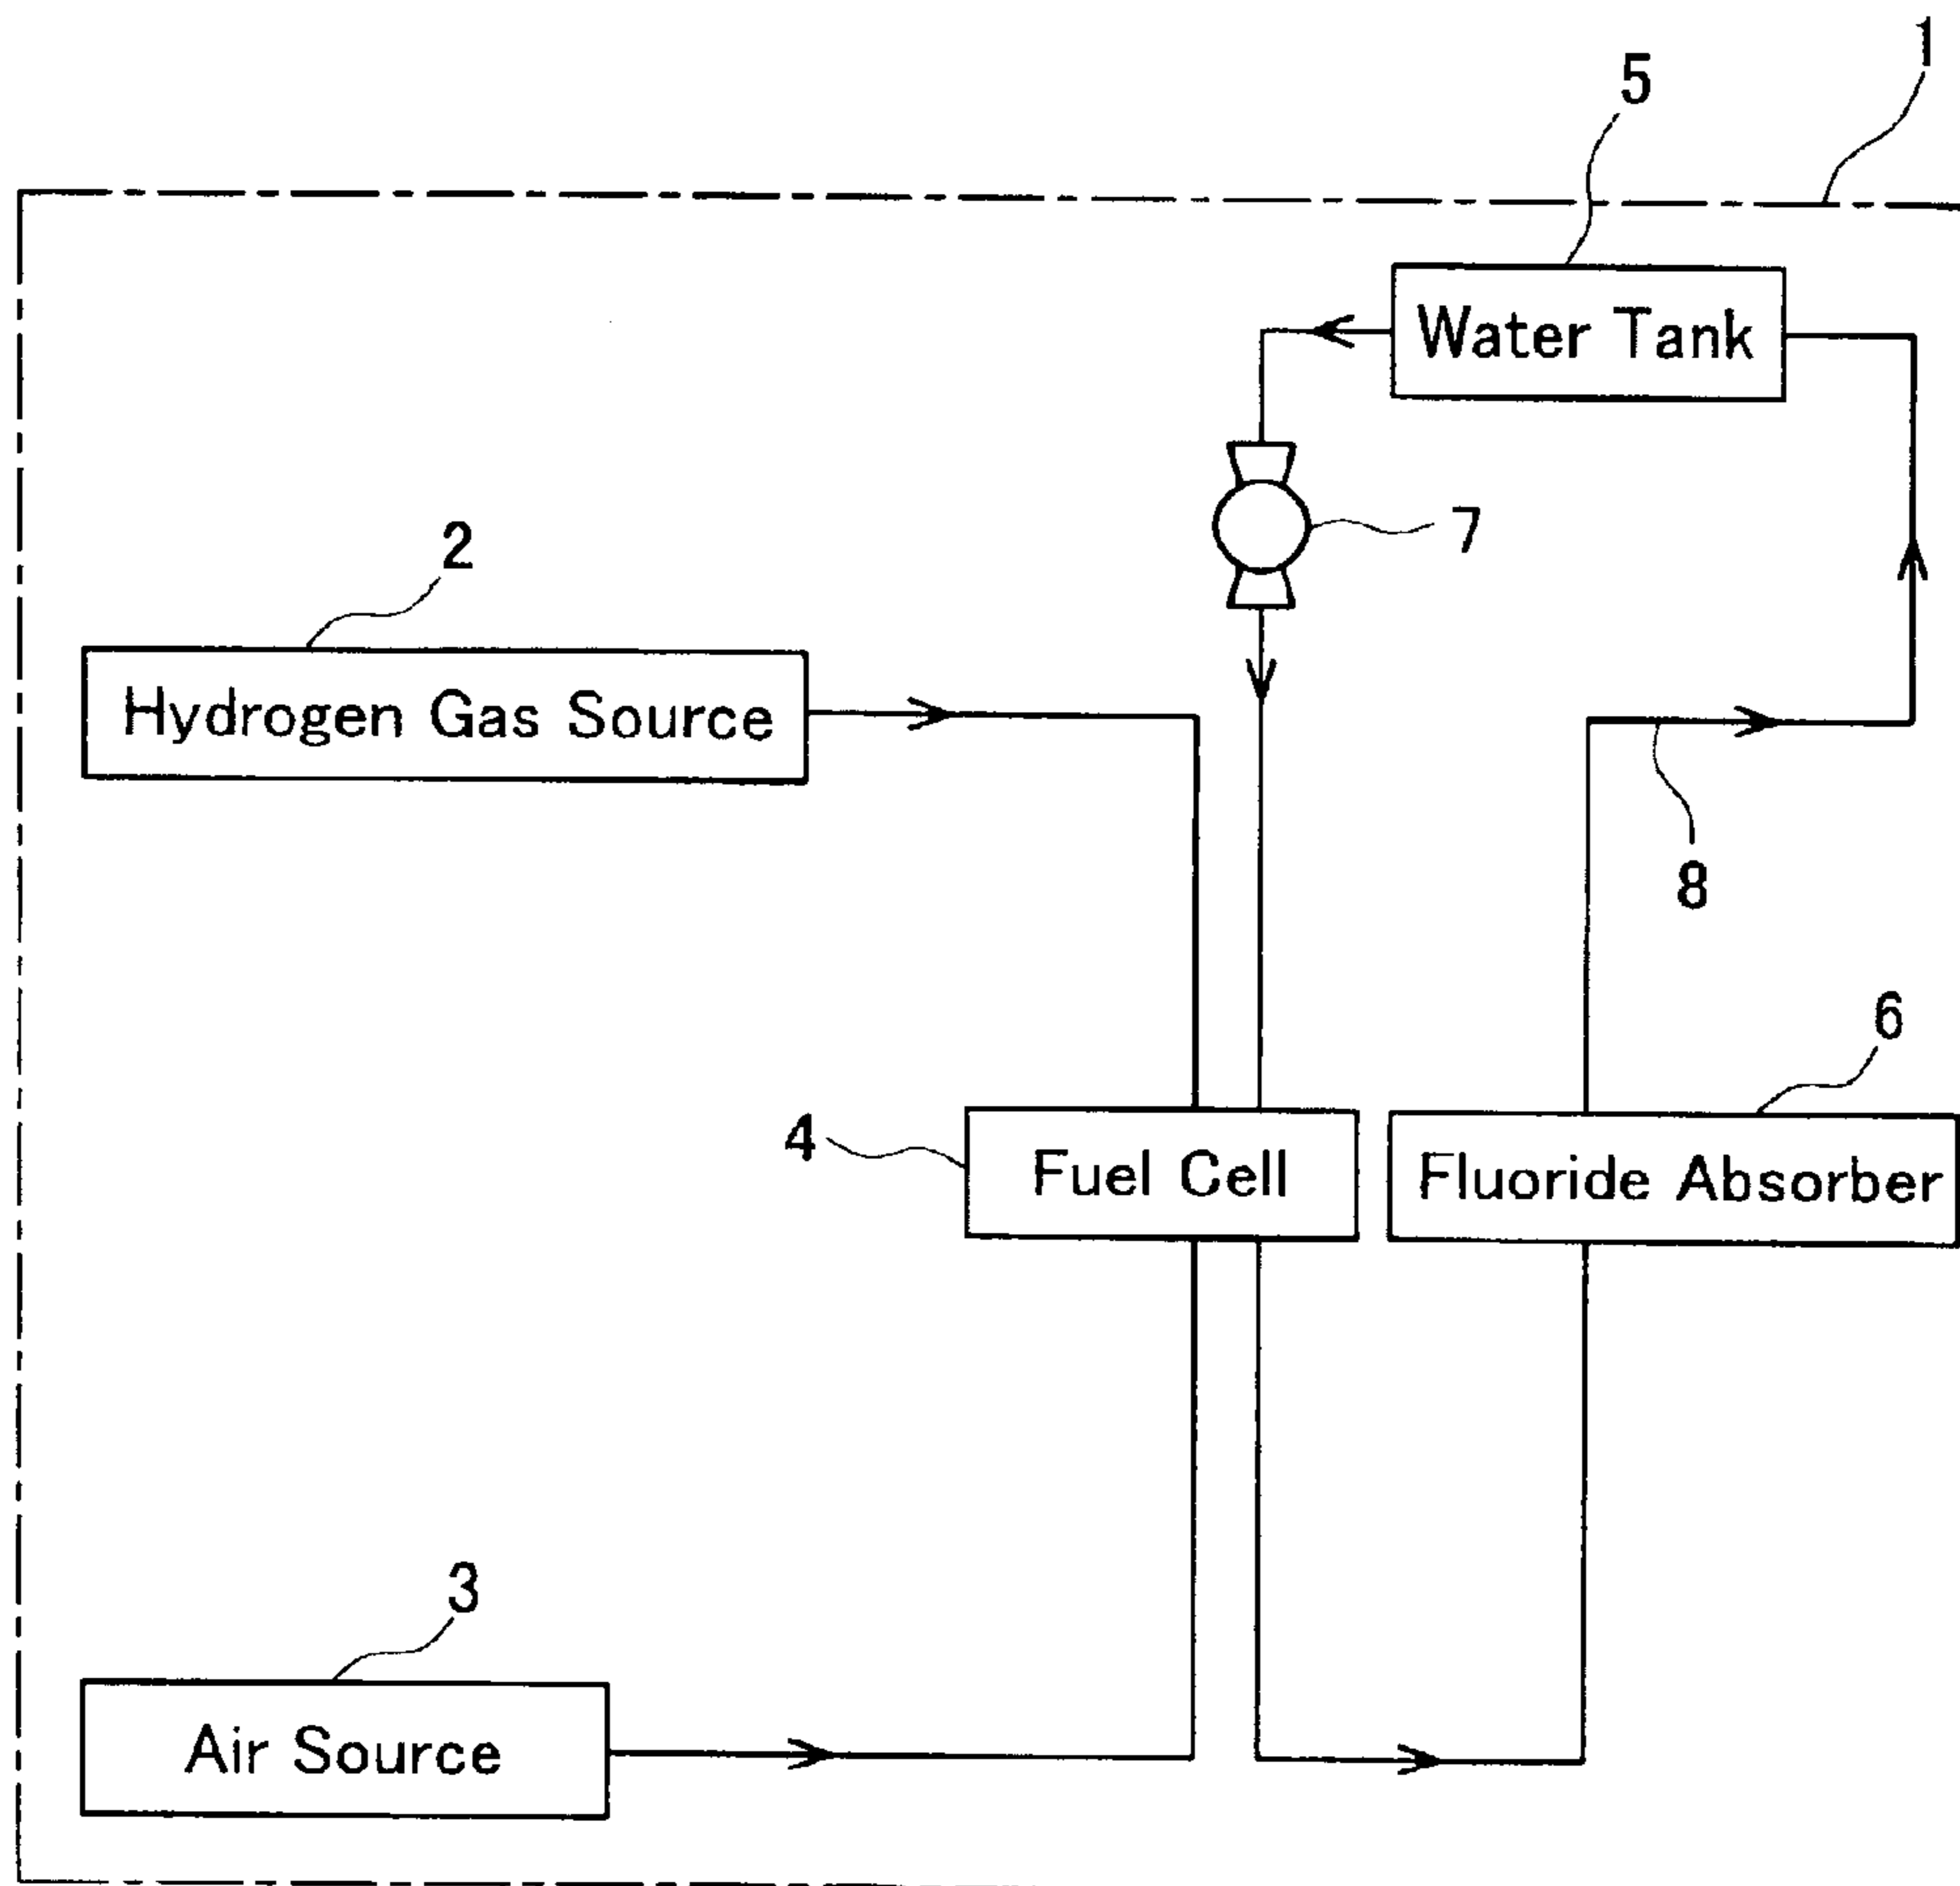 1
5
Water Tank
7
2
Hydrogen Gas Source
8
6
4
Fuel Cell
Fluoride Absorber
3
Air Source